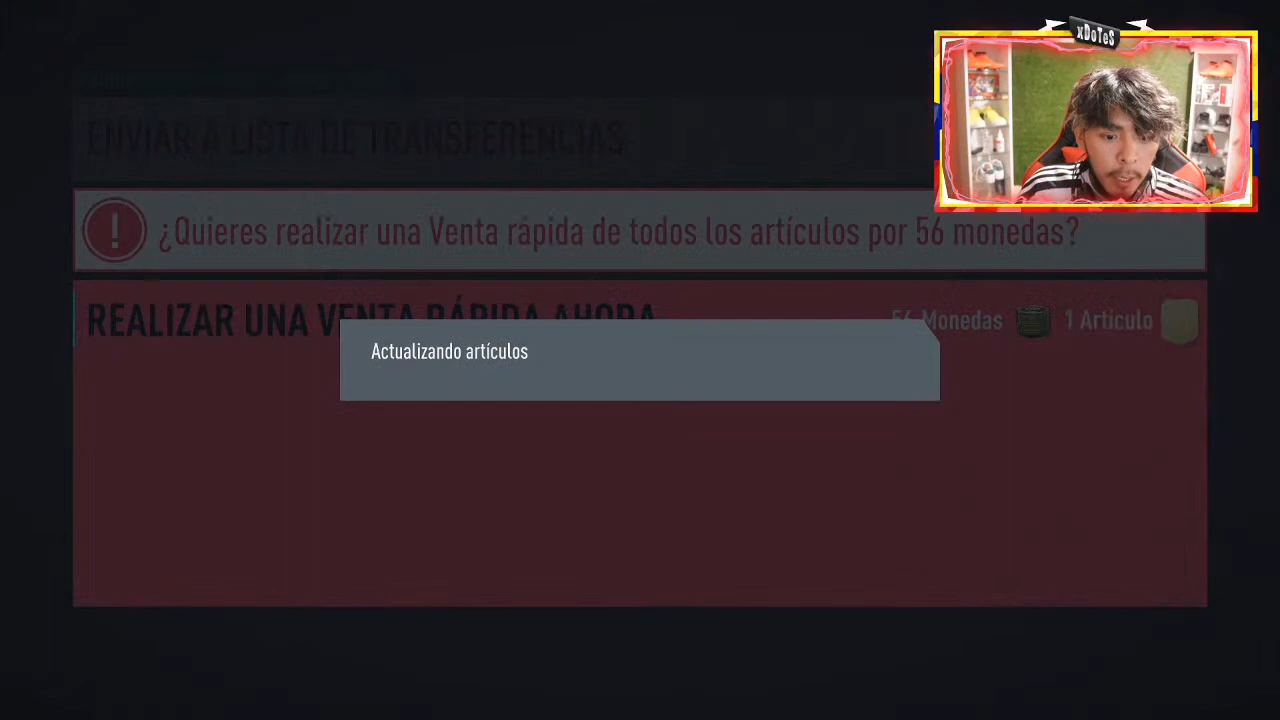 xDoTeS
ENVIAR A LISTA DE TRANSFERENCIAS
! ¿Quieres realizar una Venta rápida de todos los artículos por 56 monedas?
REALIZAR UNA VENTA RÁPIDA AHORA 56 Monedas 1 Artículo
Actualizando artículos